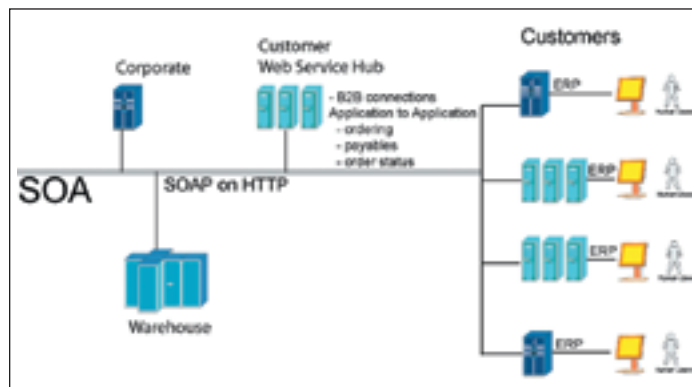 Customers
Customer
Web Service Hub
Corporate
- B2B connections
Application to Application
- ordering
- payables
- order status
SOA
SOAP on HTTP
Warehouse
ERP
ERP
ERP
ERP